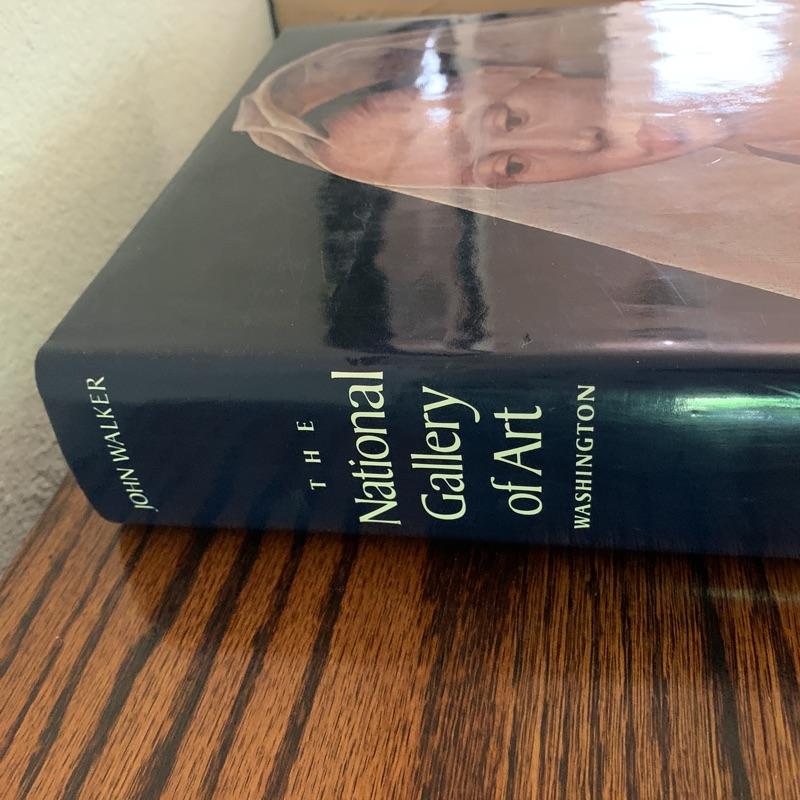 JOHN WALKER
THE
National
Gallery
of Art
WASHINGTON